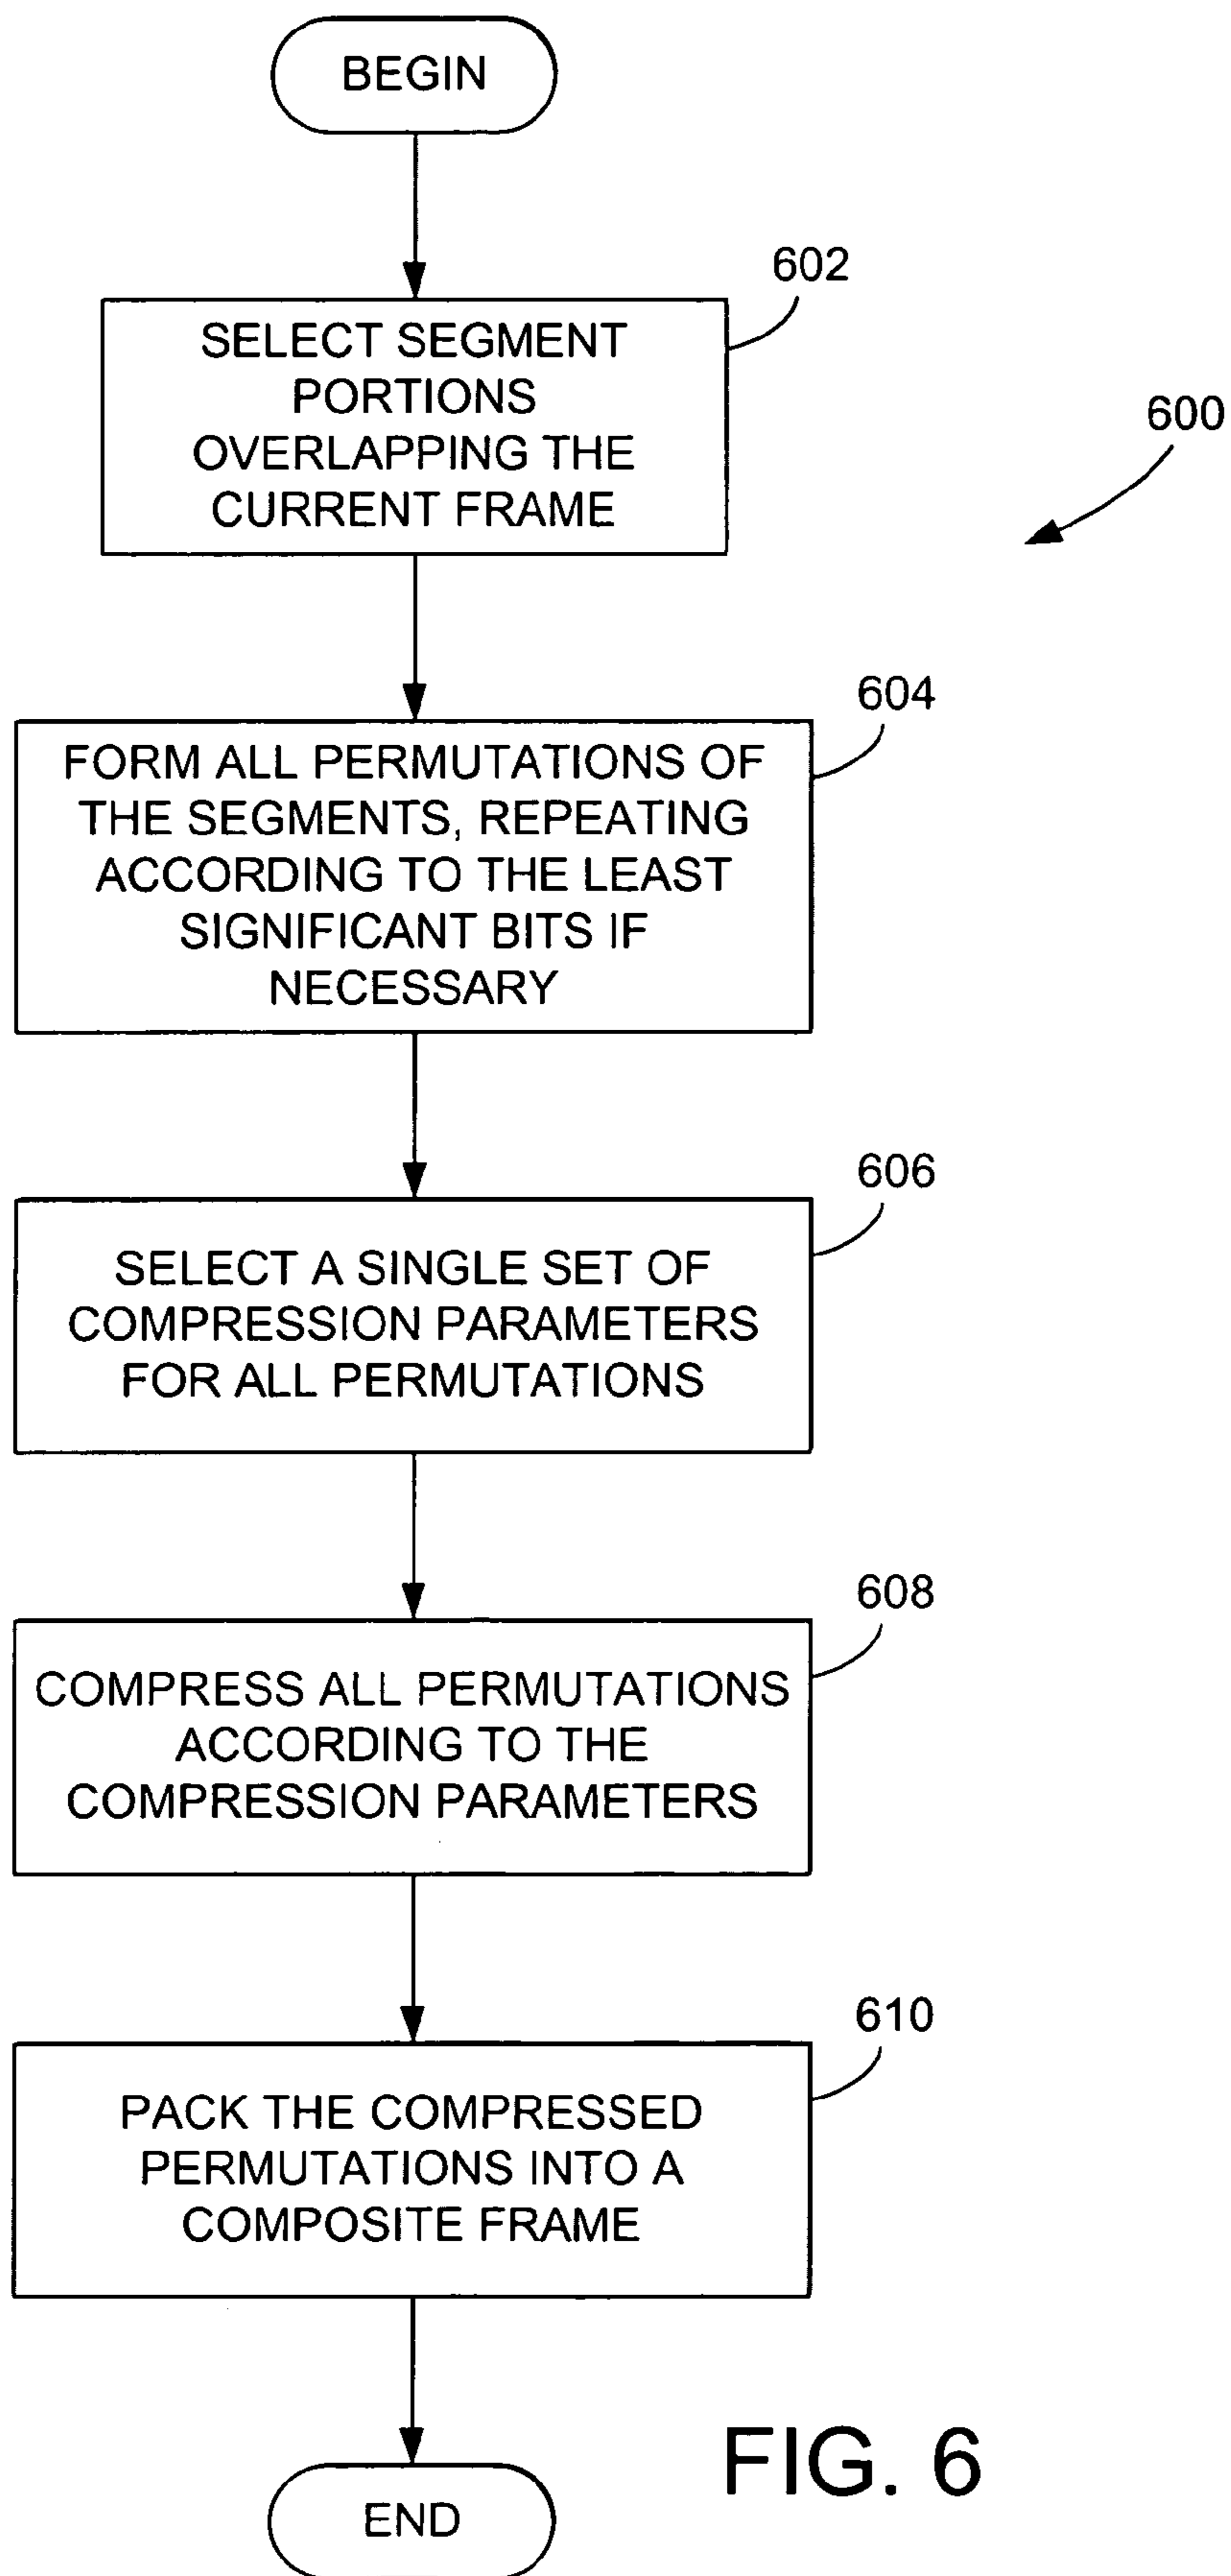 BEGIN
602
SELECT SEGMENT
PORTIONS
OVERLAPPING THE
CURRENT FRAME
600
604
FORM ALL PERMUTATIONS OF
THE SEGMENTS, REPEATING
ACCORDING TO THE LEAST
SIGNIFICANT BITS IF
NECESSARY
606
SELECT A SINGLE SET OF
COMPRESSION PARAMETERS
FOR ALL PERMUTATIONS
608
COMPRESS ALL PERMUTATIONS
ACCORDING TO THE
COMPRESSION PARAMETERS
610
PACK THE COMPRESSED
PERMUTATIONS INTO A
COMPOSITE FRAME
FIG. 6
END